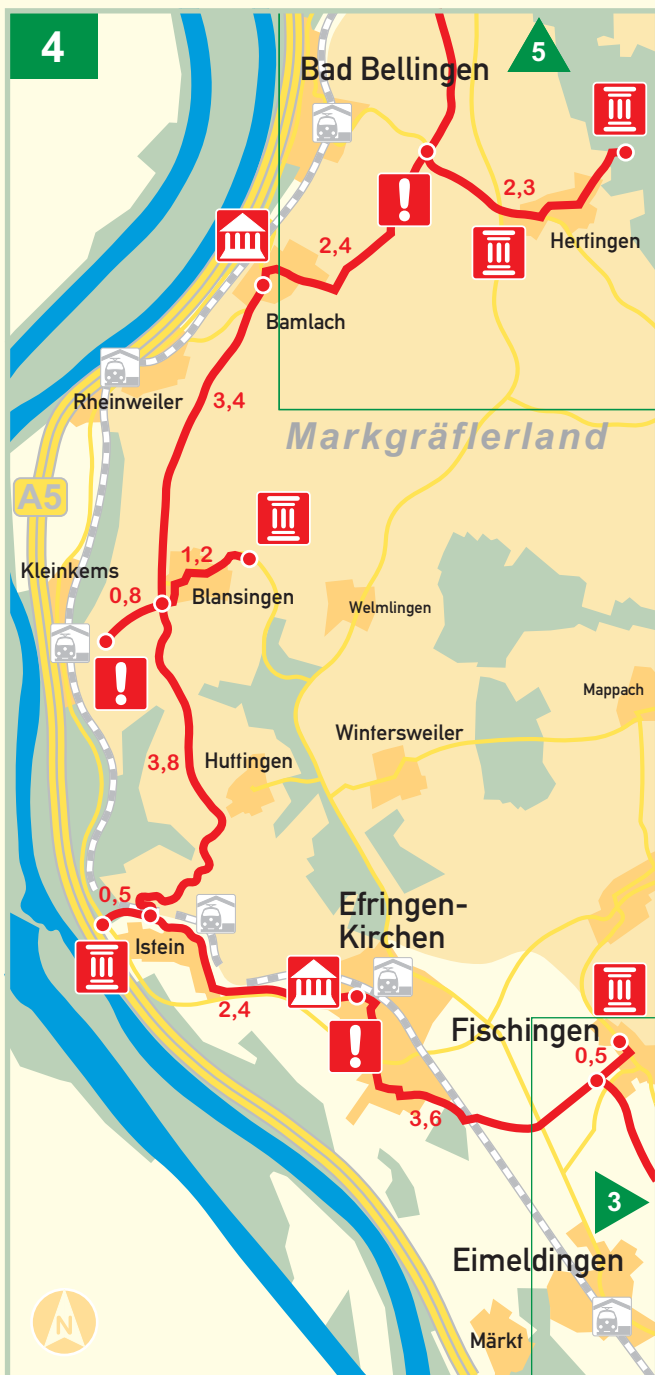 4
5
Bad Bellingen
2,3
Hertingen
2,4
Bamlach
Rheinweiler
3,4
Markgräflerland
A5
Kleinkems
1,2
0,8
Blansingen
Welmlingen
Mappach
Wintersweiler
3,8
Huttingen
0,5
Efringen-
Kirchen
Istein
2,4
Fischingen
0,5
3,6
3
Eimeldingen
N
Märkt